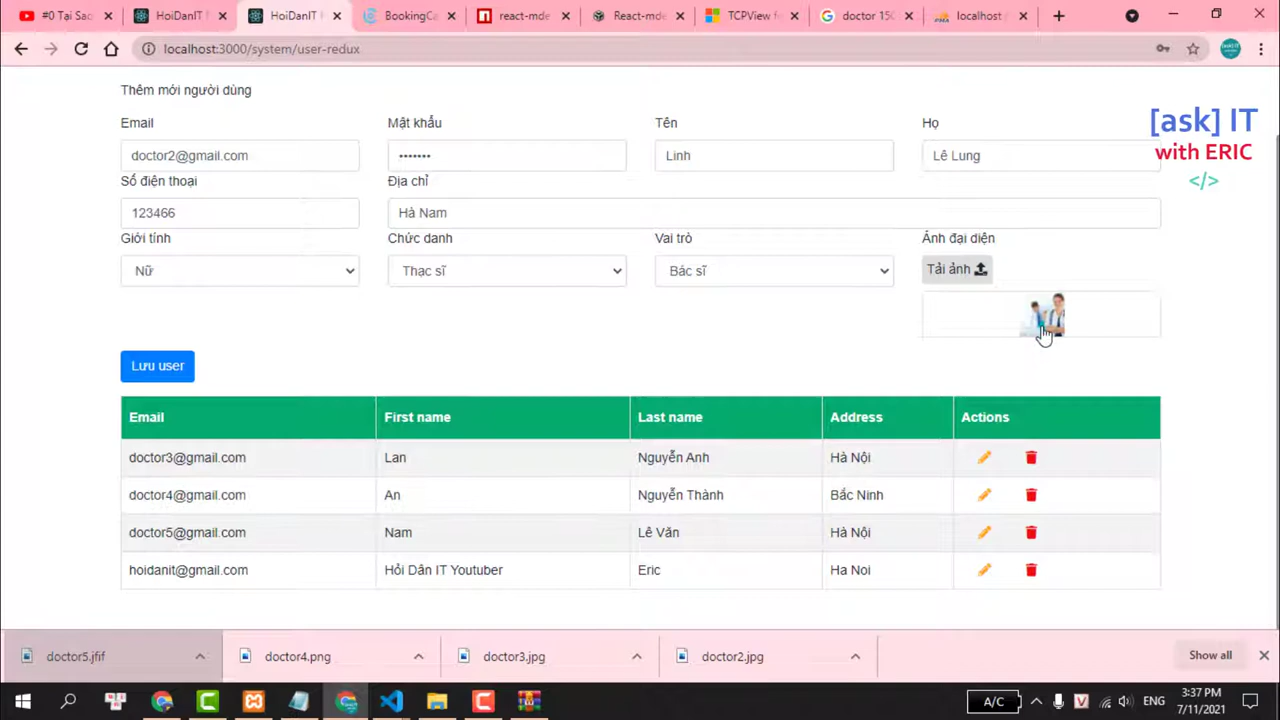 #0 Tại Sao
HoiDanIT
HoiDanIT
BookingCa
react-mde
React-mde
TCPView fo
doctor 150
localhost
localhost:3000/system/user-redux
[ask] IT
with ERIC
</>
Thêm mới người dùng
Email
Mật khẩu
Tên
Họ
doctor2@gmail.com
•••••••
Linh
Lê Lung
Số điện thoại
Địa chỉ
123466
Hà Nam
Giới tính
Chức danh
Vai trò
Ảnh đại diện
Nữ
Thạc sĩ
Bác sĩ
Tải ảnh
Lưu user
Email First name Last name Address Actions
doctor3@gmail.com Lan Nguyễn Anh Hà Nội
doctor4@gmail.com An Nguyễn Thành Bắc Ninh
doctor5@gmail.com Nam Lê Văn Hà Nội
hoidanit@gmail.com Hỏi Dân IT Youtuber Eric Ha Noi
doctor5.jfif
doctor4.png
doctor3.jpg
doctor2.jpg
Show all
A/C
V
ENG
3:37 PM
7/11/2021